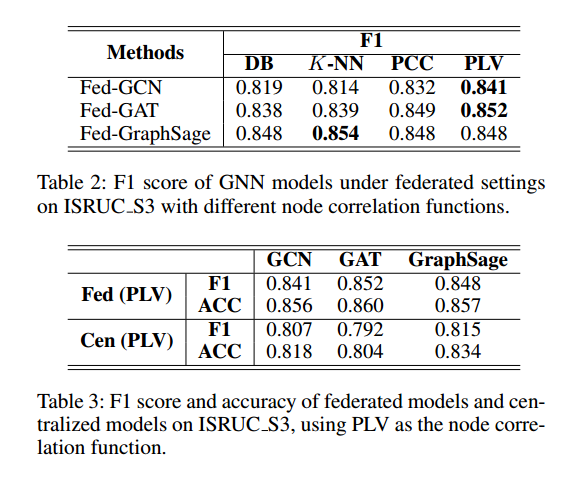 Methods F1
DB K-NN PCC PLV
Fed-GCN 0.819 0.814 0.832 0.841
Fed-GAT 0.838 0.839 0.849 0.852
Fed-GraphSage 0.848 0.854 0.848 0.848
Table 2: F1 score of GNN models under federated settings
on ISRUC_S3 with different node correlation functions.
GCN GAT GraphSage
Fed (PLV) F1 0.841 0.852 0.848
ACC 0.856 0.860 0.857
Cen (PLV) F1 0.807 0.792 0.815
ACC 0.818 0.804 0.834
Table 3: F1 score and accuracy of federated models and cen-
tralized models on ISRUC_S3, using PLV as the node corre-
lation function.